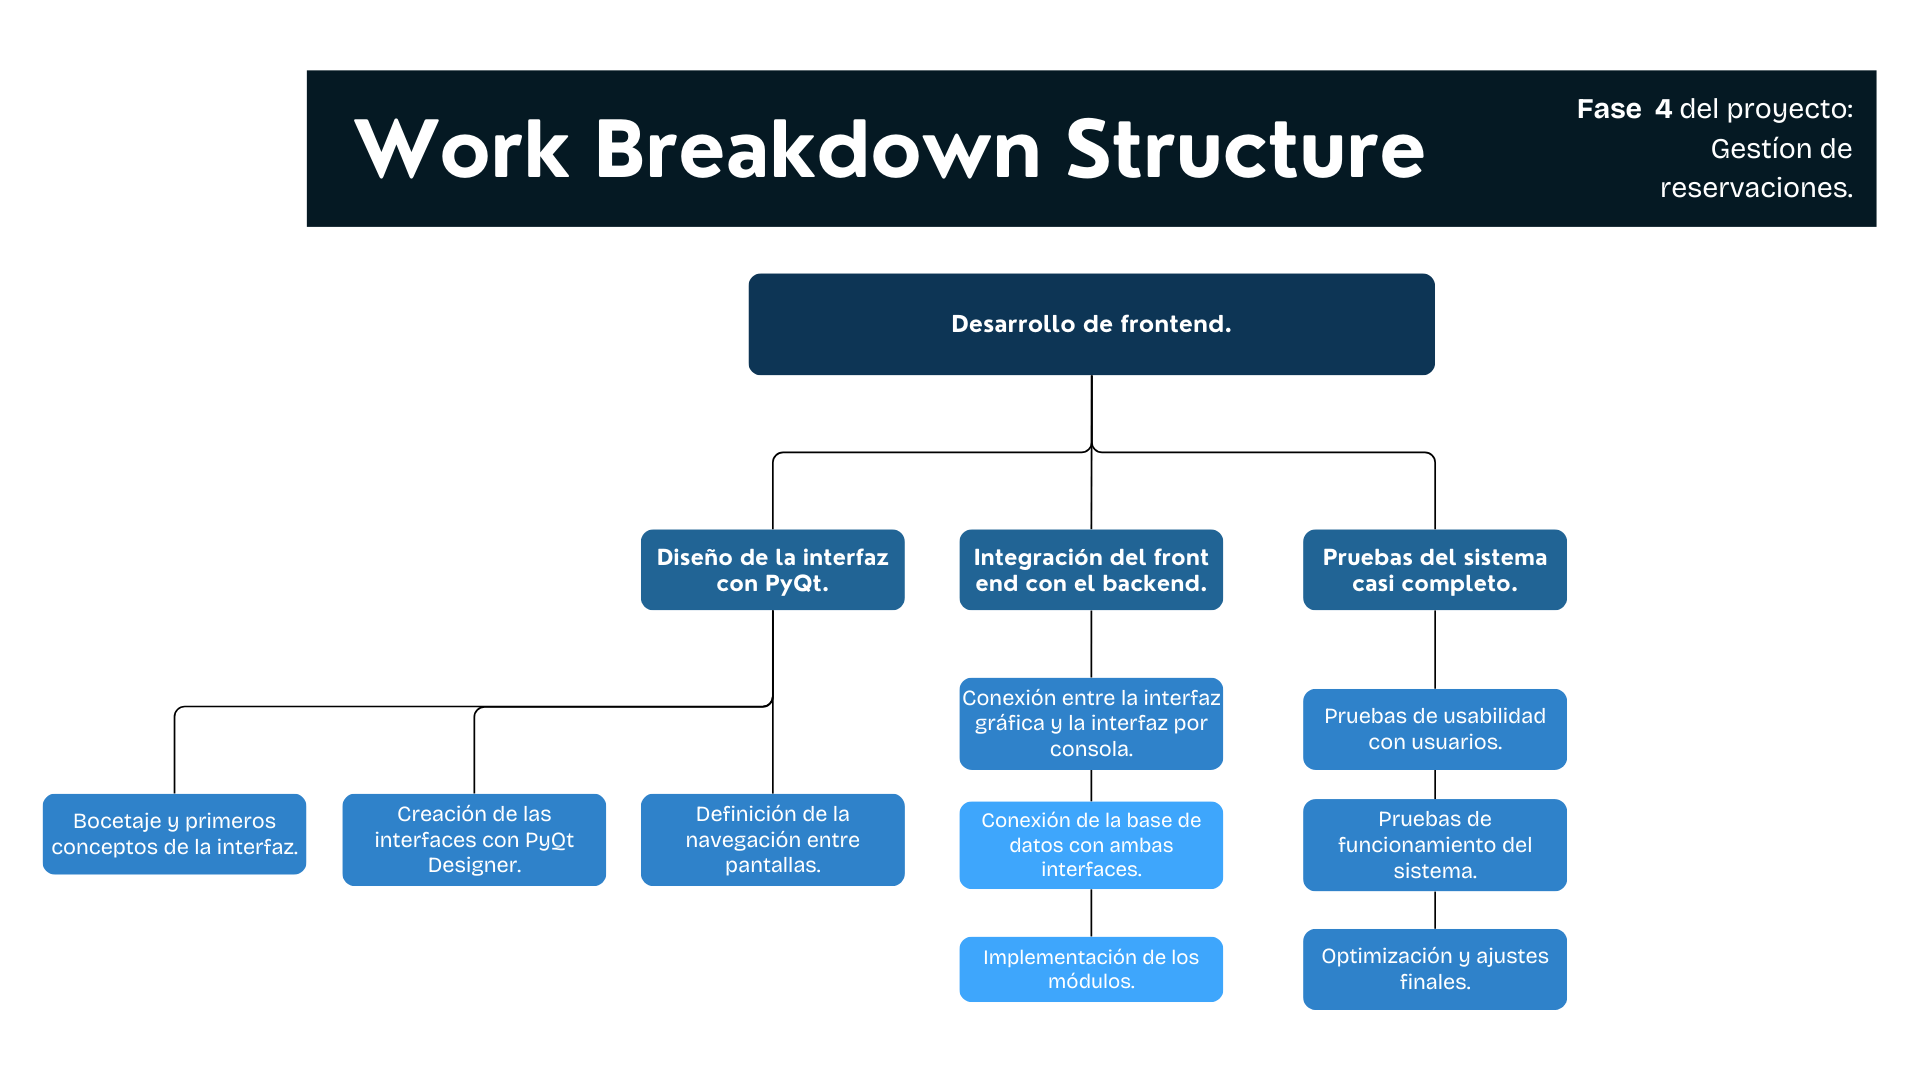 Work Breakdown Structure
Fase 4 del proyecto:
Gestíon de
reservaciones.
Desarrollo de frontend.
Diseño de la interfaz
con PyQt.
Integración del front
end con el backend.
Pruebas del sistema
casi completo.
Bocetaje y primeros
conceptos de la interfaz.
Creación de las
interfaces con PyQt
Designer.
Definición de la
navegación entre
pantallas.
Conexión entre la interfaz
gráfica y la interfaz por
consola.
Conexión de la base de
datos con ambas
interfaces.
Implementación de los
módulos.
Pruebas de usabilidad
con usuarios.
Pruebas de
funcionamiento del
sistema.
Optimización y ajustes
finales.